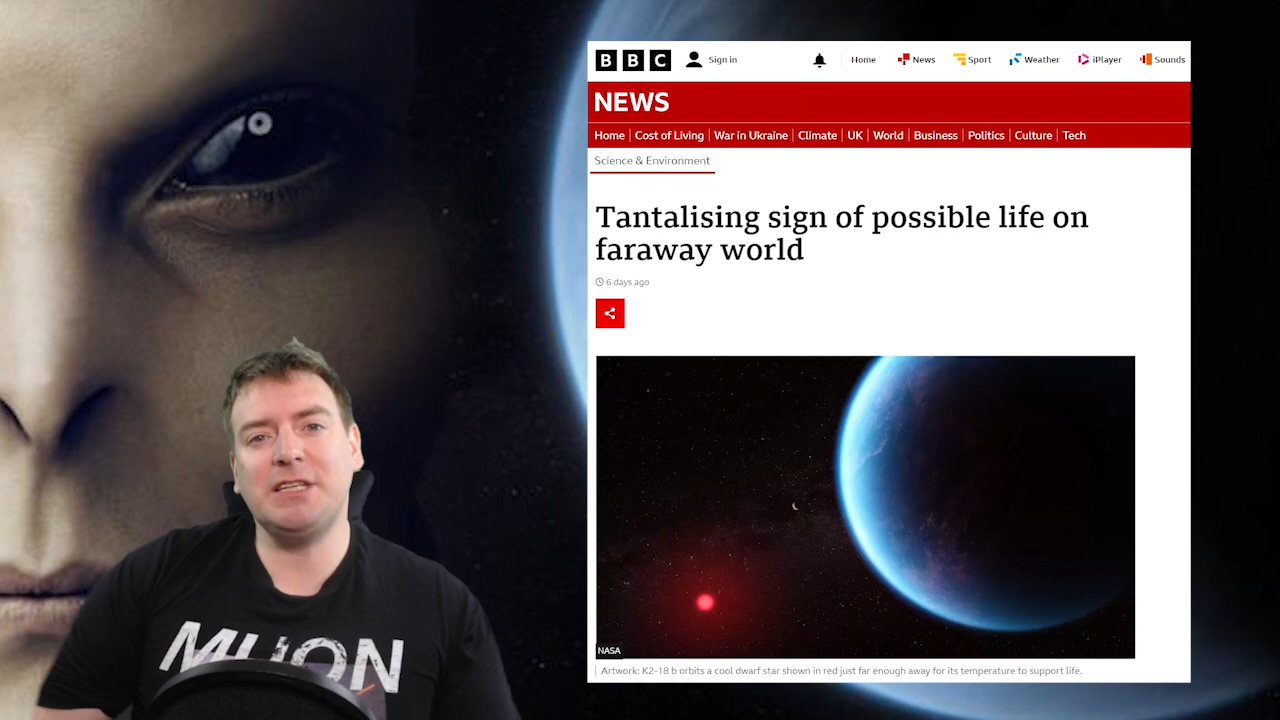 BBC Sign in Home News Sport Weather iPlayer Sounds
NEWS
Home Cost of Living War in Ukraine Climate UK World Business Politics Culture Tech
Science & Environment
Tantalising sign of possible life on
faraway world
6 days ago
NASA
Artwork: K2-18 b orbits a cool dwarf star shown in red just far enough away for its temperature to support life.
MUON